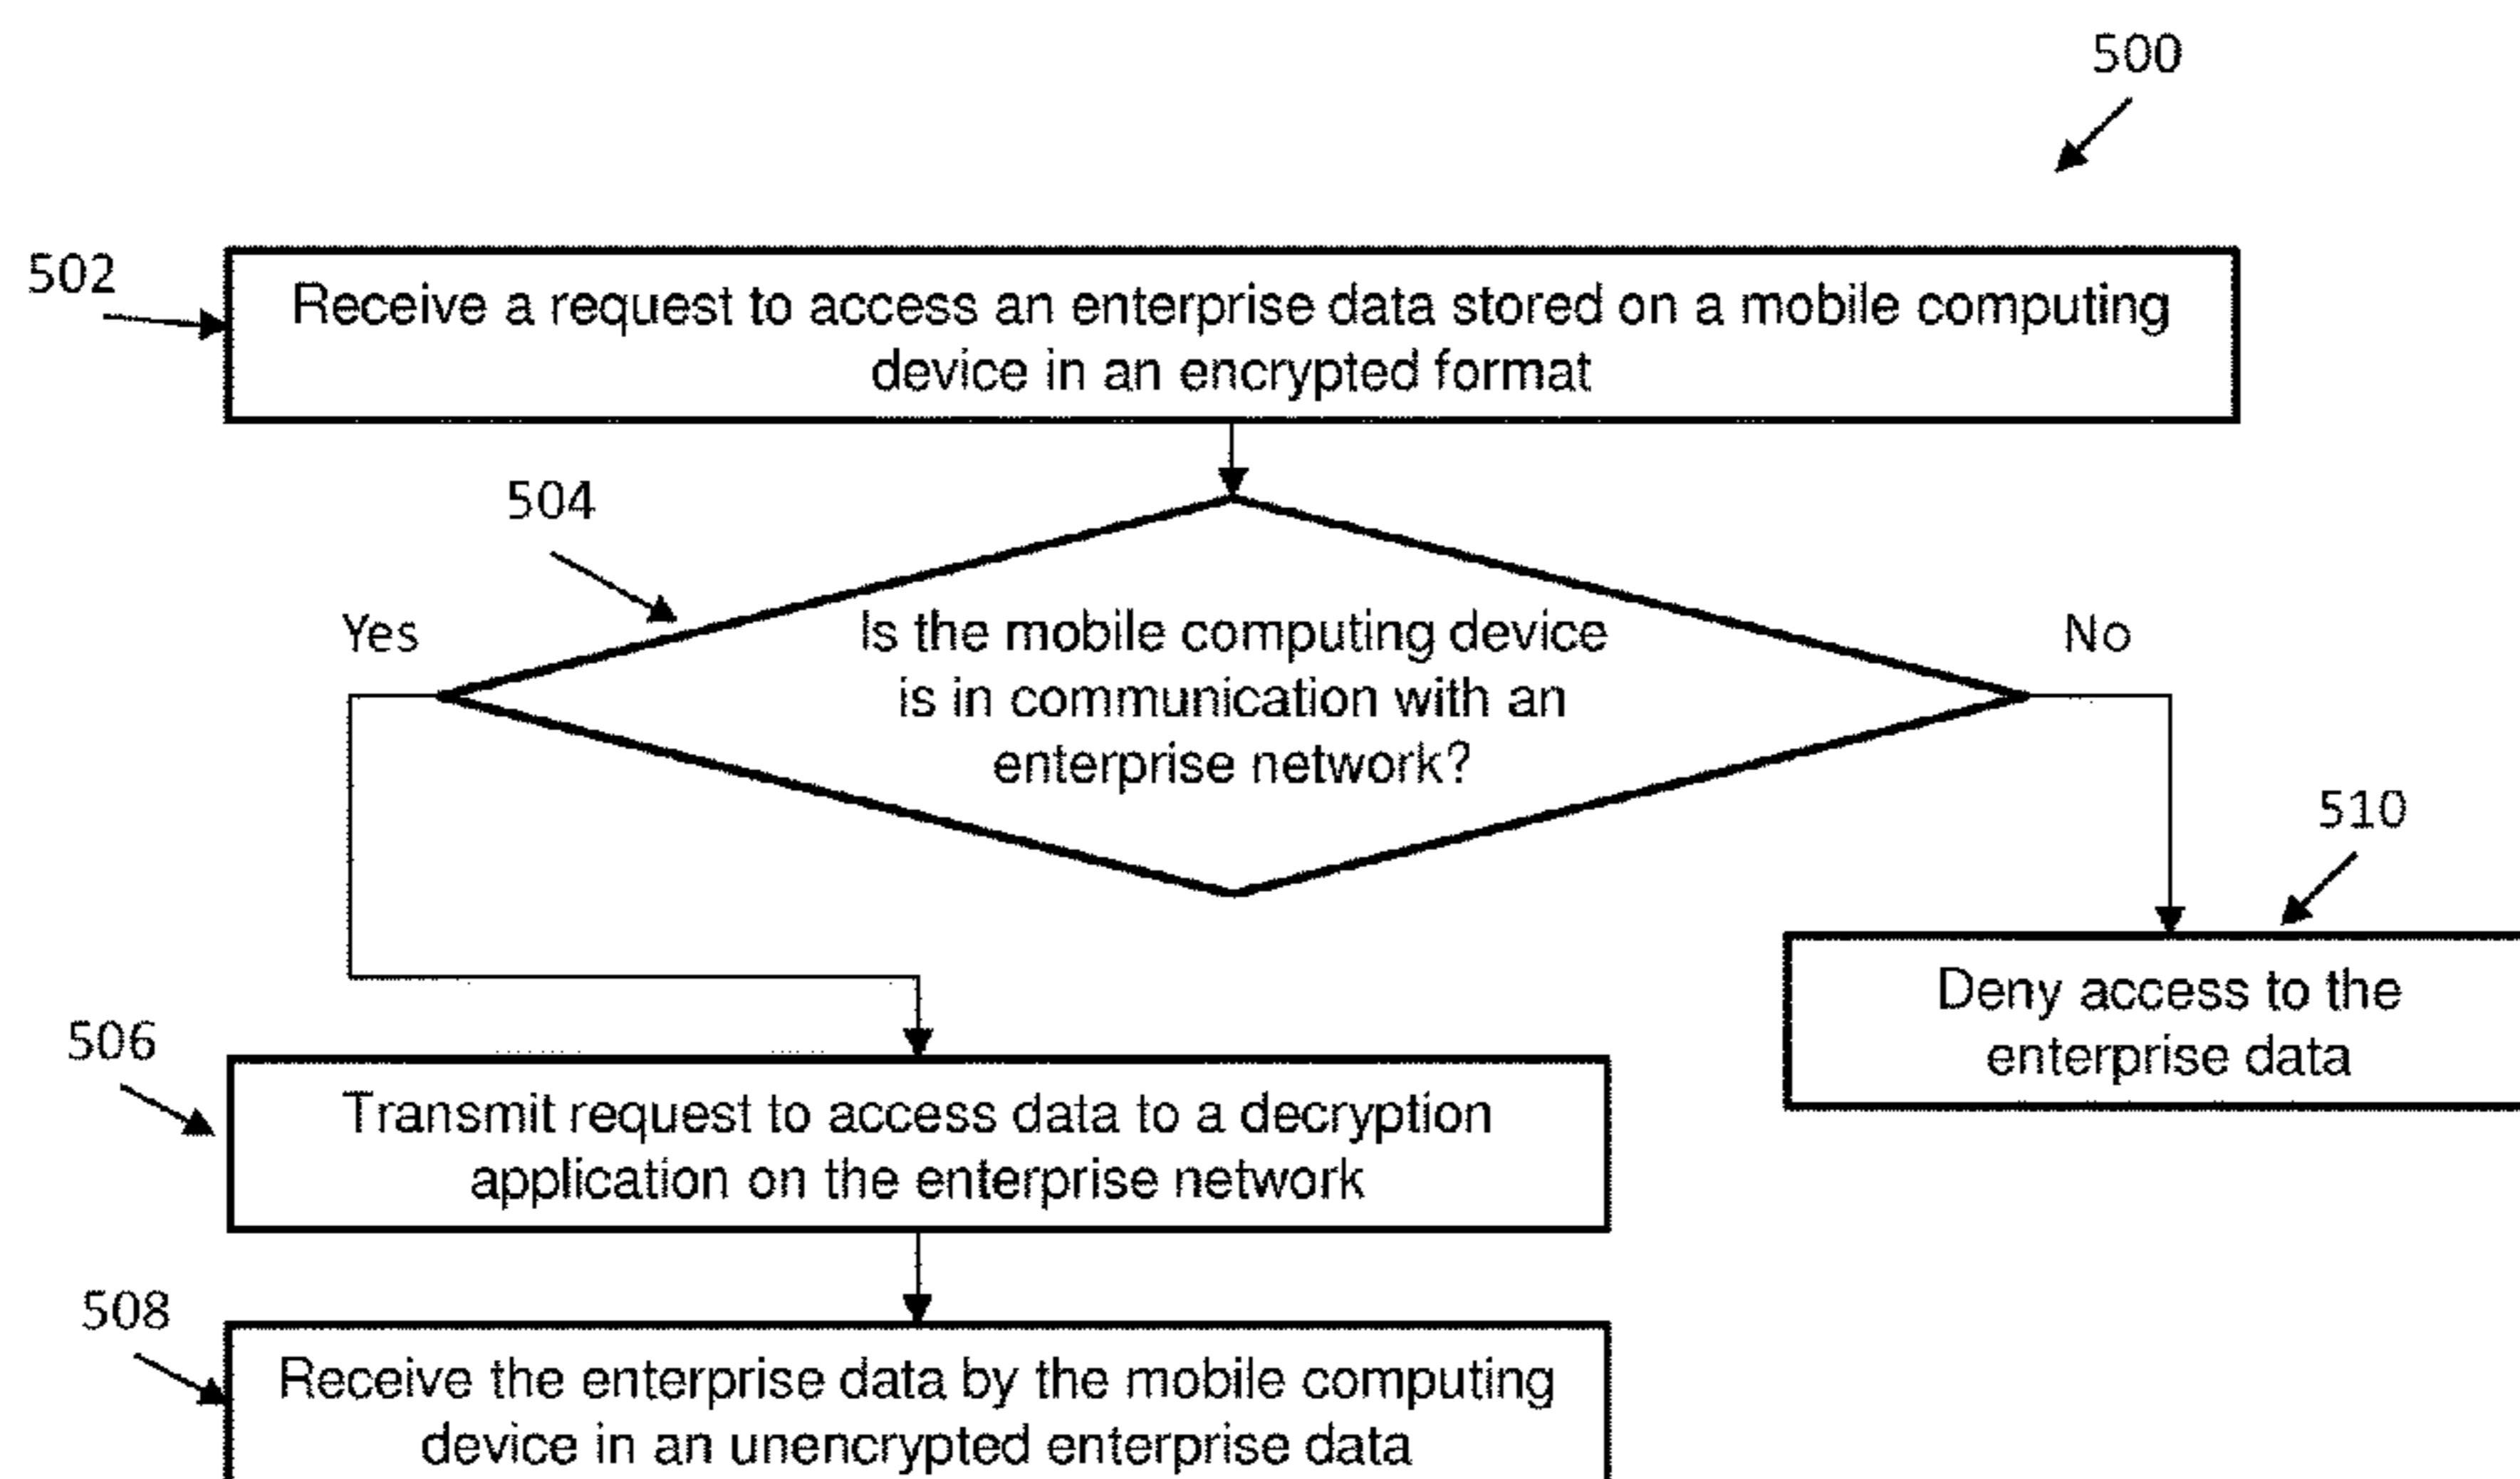 500
502
Receive a request to access an enterprise data stored on a mobile computing
device in an encrypted format
504
Yes
Is the mobile computing device
is in communication with an
enterprise network?
No
510
Deny access to the
enterprise data
506
Transmit request to access data to a decryption
application on the enterprise network
508
Receive the enterprise data by the mobile computing
device in an unencrypted enterprise data